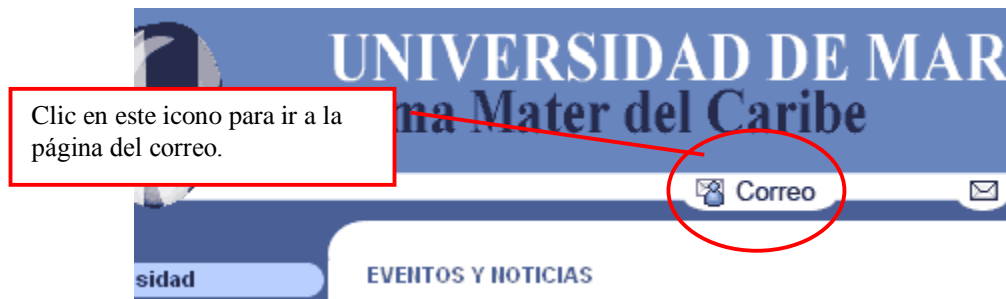 UNIVERSIDAD DE MAR
ma Mater del Caribe
Clic en este icono para ir a la
página del correo.
Correo
sidad
EVENTOS Y NOTICIAS